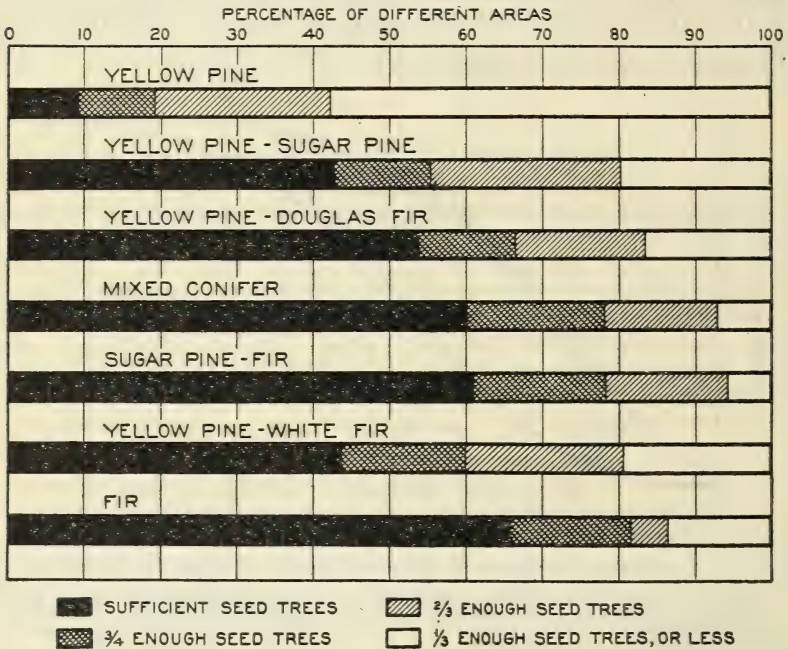 PERCENTAGE OF DIFFERENT AREAS
0 10 20 30 40 50 60 70 80 90 100
YELLOW PINE
YELLOW PINE - SUGAR PINE
YELLOW PINE - DOUGLAS FIR
MIXED CONIFER
SUGAR PINE - FIR
YELLOW PINE - WHITE FIR
FIR
SUFFICIENT SEED TREES
2/3 ENOUGH SEED TREES
3/4 ENOUGH SEED TREES
1/3 ENOUGH SEED TREES, OR LESS